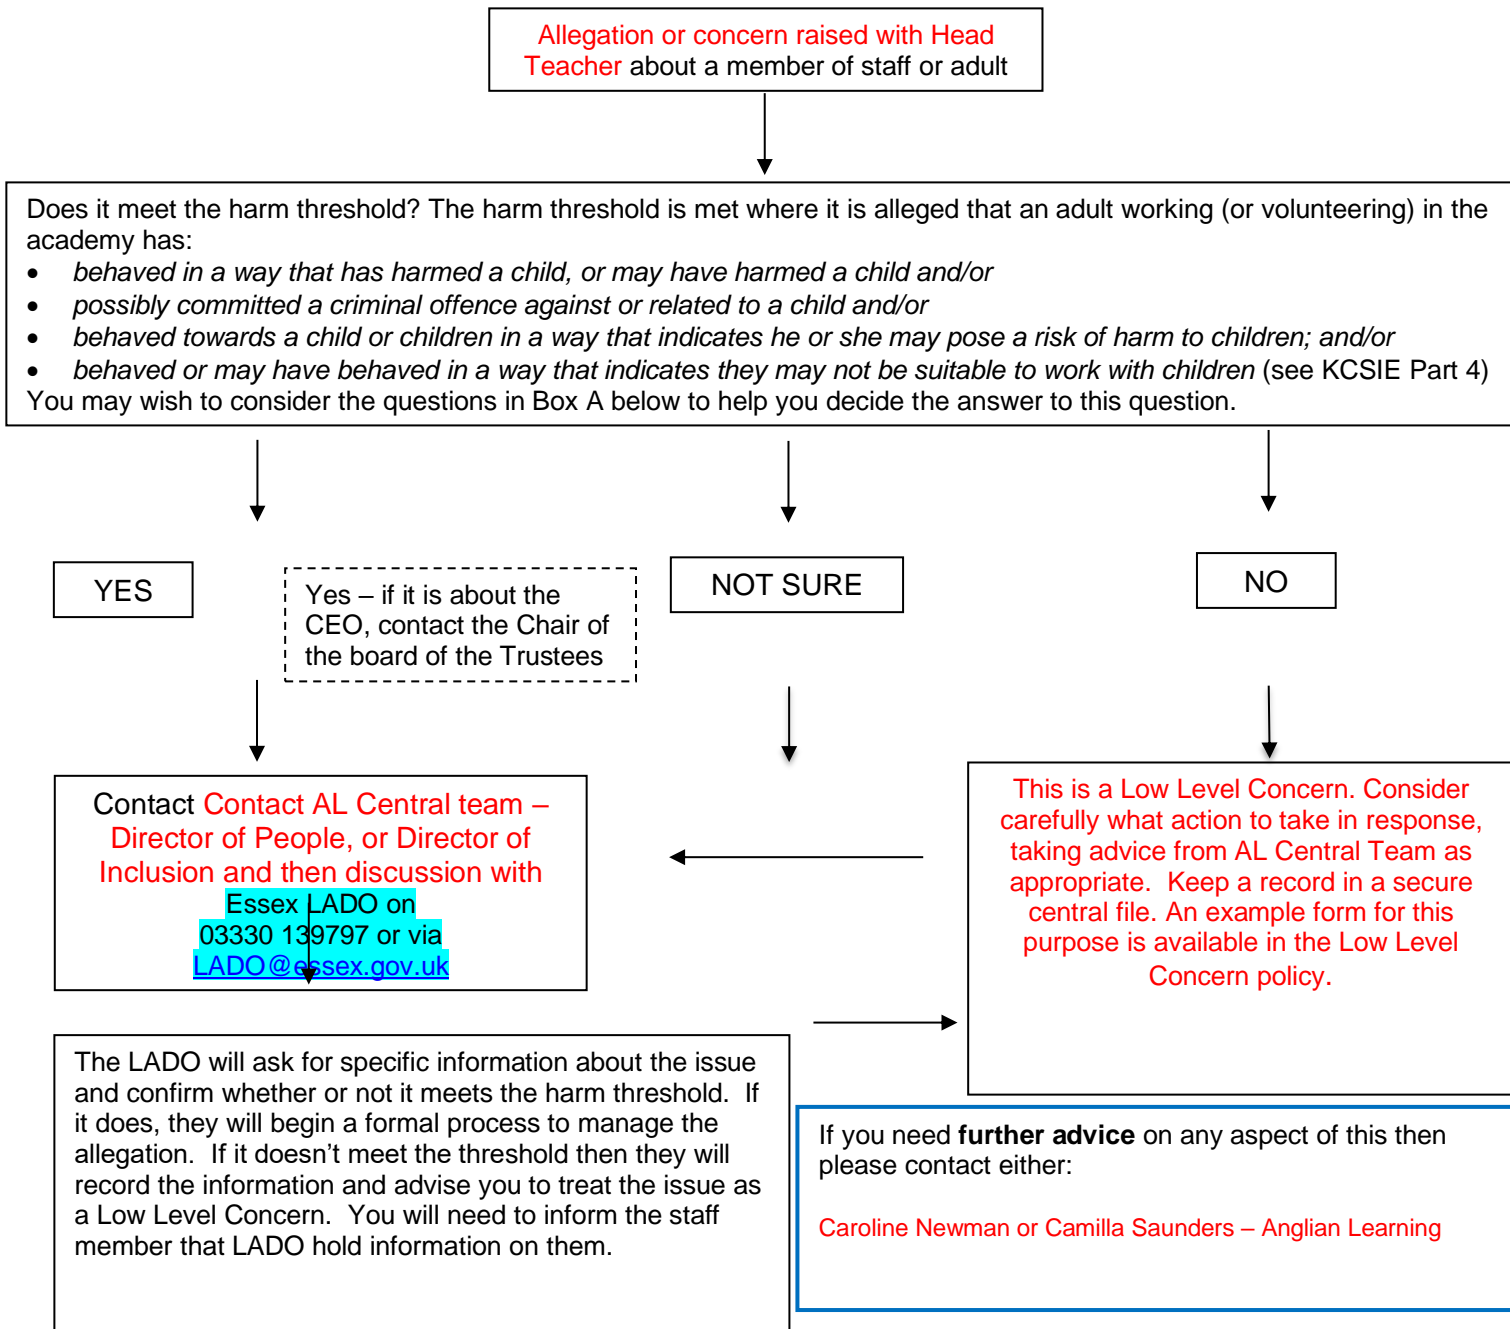 Allegation or concern raised with Head
Teacher about a member of staff or adult
Does it meet the harm threshold? The harm threshold is met where it is alleged that an adult working (or volunteering) in the
academy has:
• behaved in a way that has harmed a child, or may have harmed a child and/or
• possibly committed a criminal offence against or related to a child and/or
• behaved towards a child or children in a way that indicates he or she may pose a risk of harm to children; and/or
• behaved or may have behaved in a way that indicates they may not be suitable to work with children (see KCSIE Part 4)
You may wish to consider the questions in Box A below to help you decide the answer to this question.
YES
Yes – if it is about the
CEO, contact the Chair of
the board of the Trustees
NOT SURE
NO
Contact Contact AL Central team –
Director of People, or Director of
Inclusion and then discussion with
Essex LADO on
03330 139797 or via
LADO@essex.gov.uk
This is a Low Level Concern. Consider
carefully what action to take in response,
taking advice from AL Central Team as
appropriate.  Keep a record in a secure
central file. An example form for this
purpose is available in the Low Level
Concern policy.
The LADO will ask for specific information about the issue
and confirm whether or not it meets the harm threshold.  If
it does, they will begin a formal process to manage the
allegation.  If it doesn’t meet the threshold then they will
record the information and advise you to treat the issue as
a Low Level Concern.  You will need to inform the staff
member that LADO hold information on them.
If you need further advice on any aspect of this then
please contact either:
Caroline Newman or Camilla Saunders – Anglian Learning